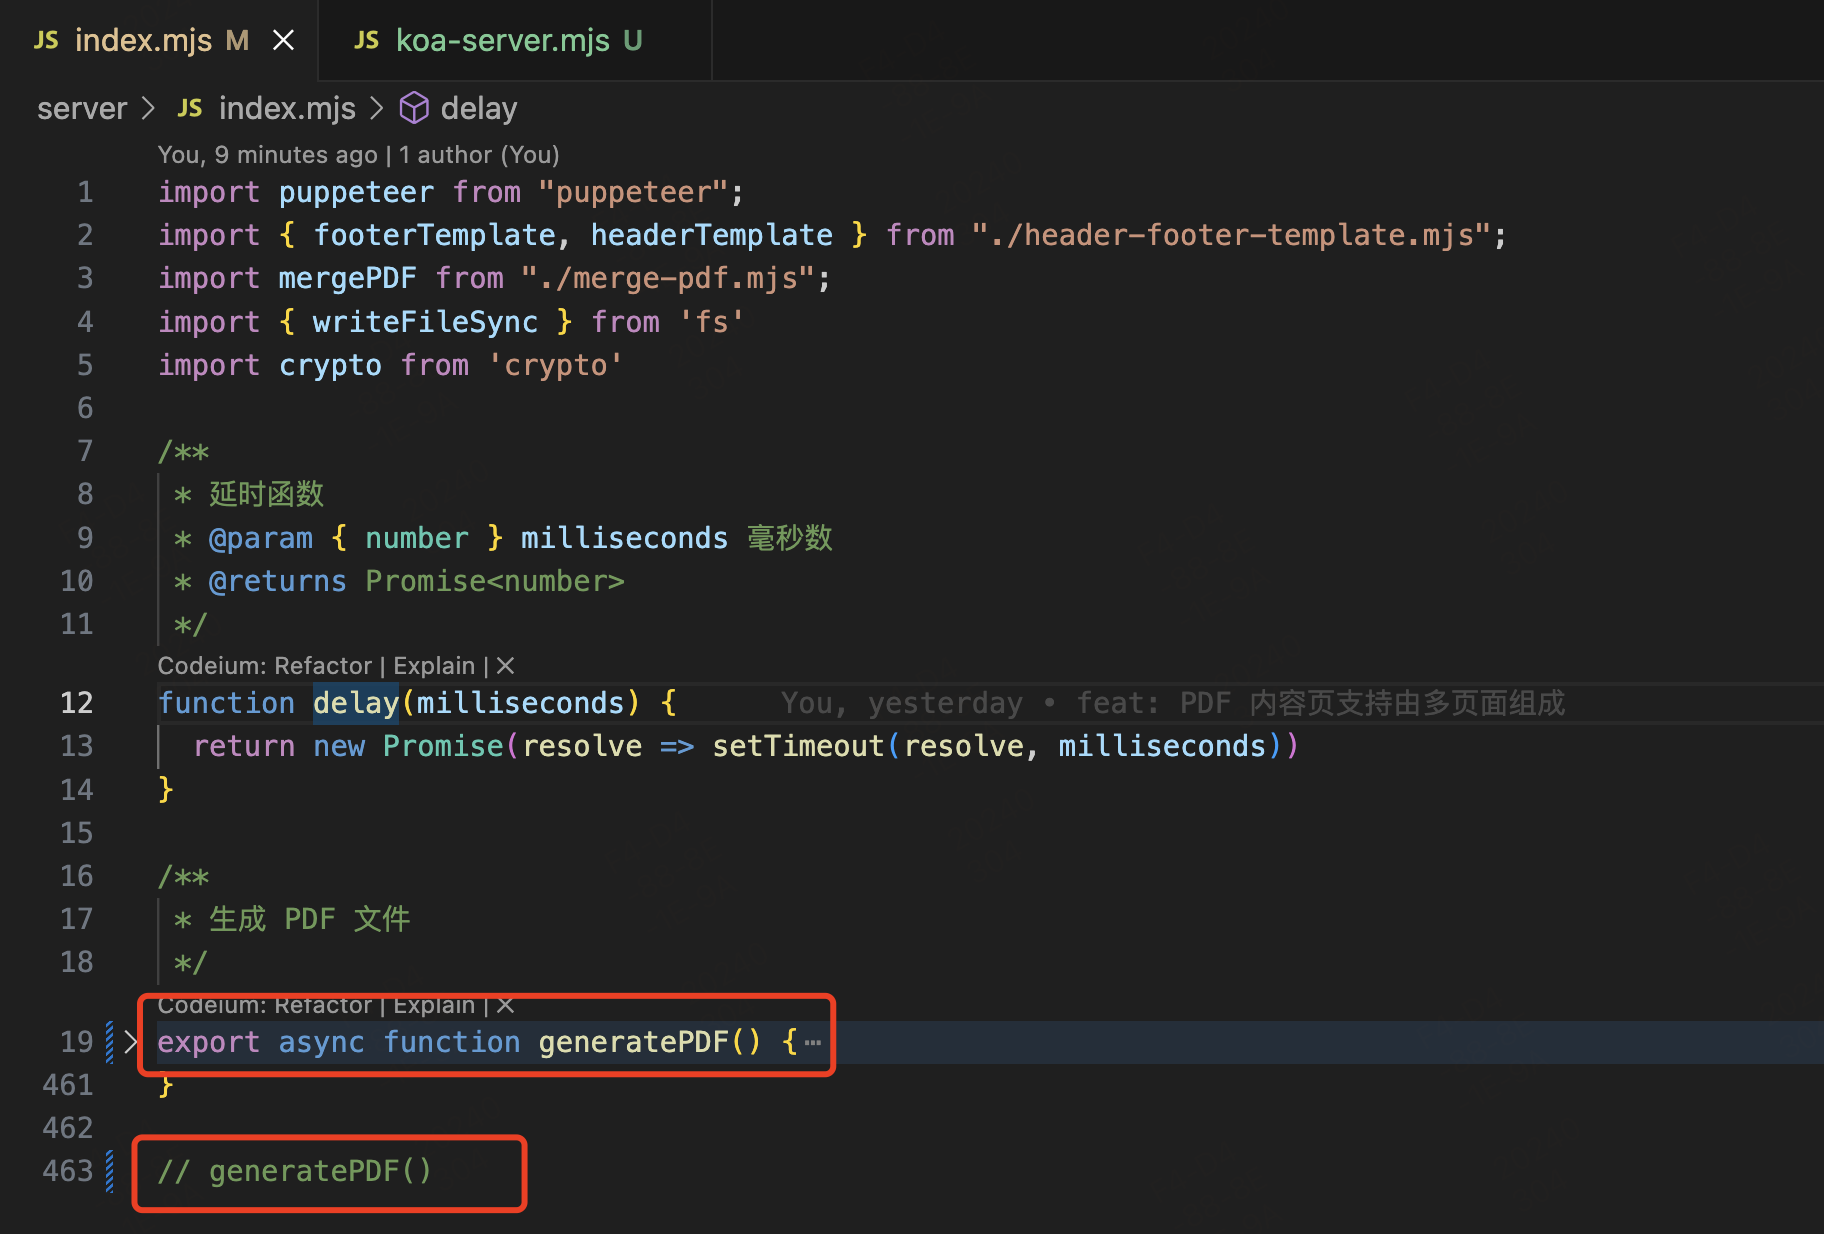 JS index.mjs M × JS koa-server.mjs U
server > JS index.mjs > delay
You, 9 minutes ago | 1 author (You)
1 import puppeteer from "puppeteer";
2 import { footerTemplate, headerTemplate } from "./header-footer-template.mjs";
3 import mergePDF from "./merge-pdf.mjs";
4 import { writeFileSync } from 'fs'
5 import crypto from 'crypto'
6
7 /**
8 * 延时函数
9 * @param { number } milliseconds 毫秒数
10 * @returns Promise<number>
11 */
Codeium: Refactor | Explain | ×
12 function delay(milliseconds) { You, yesterday • feat: PDF 内容页支持由多页面组成
13 return new Promise(resolve => setTimeout(resolve, milliseconds))
14 }
15
16 /**
17 * 生成 PDF 文件
18 */
Codeium: Refactor | Explain | ×
19 > export async function generatePDF() { ⋯
461 }
462
463 // generatePDF()